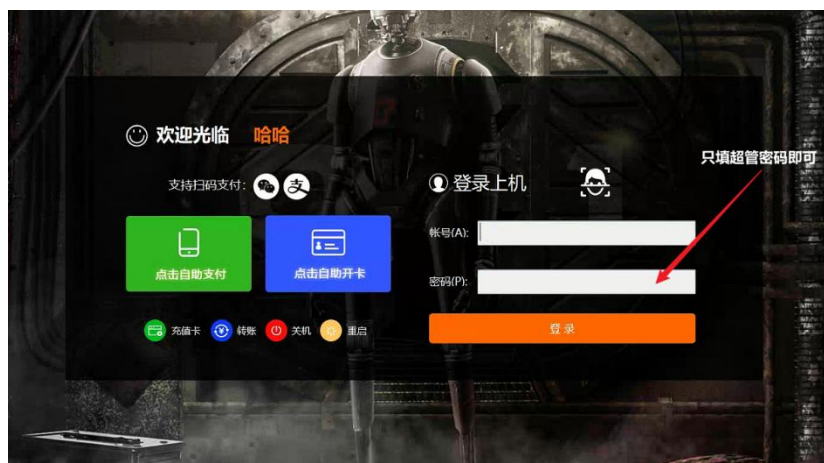 欢迎光临 哈哈
支持扫码支付:
点击自助支付
点击自助开卡
充值卡 转账 关机 重启
登录上机
帐号(A):
密码(P):
登录
只填超管密码即可